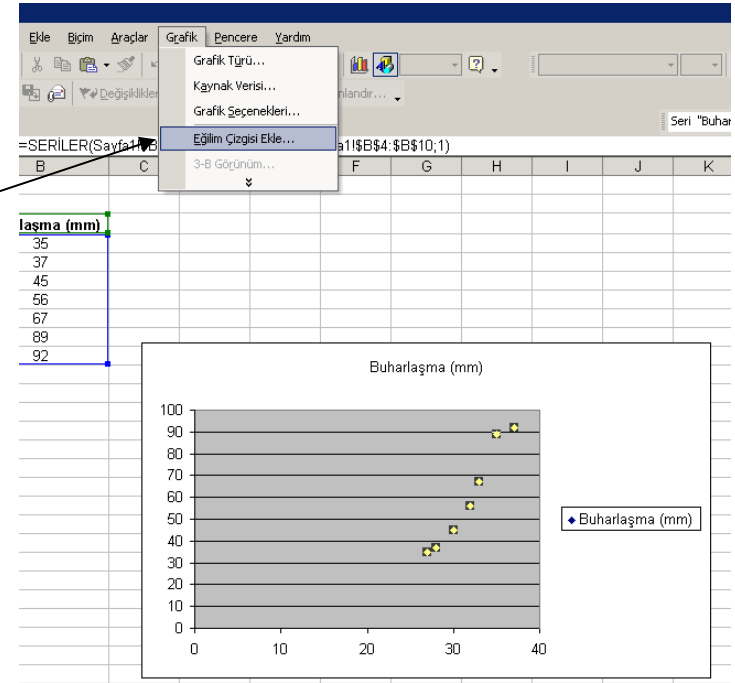 Ekle Biçim Araçlar Grafik Pencere Yardım
Grafik Türü...
Kaynak Verisi...
Grafik Seçenekleri...
Eğilim Çizgisi Ekle...
3-B Görünüm...
Değişiklikler
Seri "Buhar
=SERİLER(Sayfa1!$B$4:$B$10;1)
B C F G H I J K
laşma (mm)
35
37
45
56
67
89
92
Buharlaşma (mm)
100
90
80
70
60
50
40
30
20
10
0
0 10 20 30 40
Buharlaşma (mm)